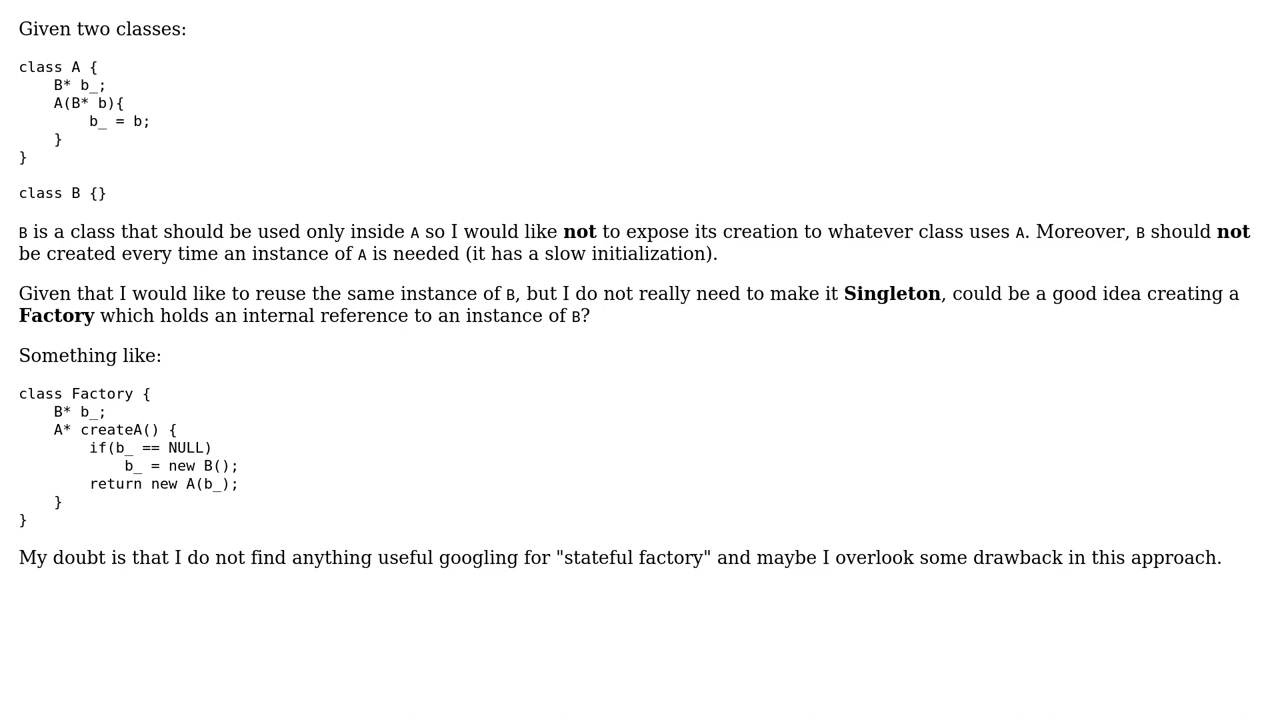 Given two classes:
class A {
    B* b_;
    A(B* b){
        b_ = b;
    }
}
class B {}
B is a class that should be used only inside A so I would like not to expose its creation to whatever class uses A. Moreover, B should not
be created every time an instance of A is needed (it has a slow initialization).
Given that I would like to reuse the same instance of B, but I do not really need to make it Singleton, could be a good idea creating a
Factory which holds an internal reference to an instance of B?
Something like:
class Factory {
    B* b_;
    A* createA() {
        if(b_ == NULL)
            b_ = new B();
        return new A(b_);
    }
}
My doubt is that I do not find anything useful googling for "stateful factory" and maybe I overlook some drawback in this approach.